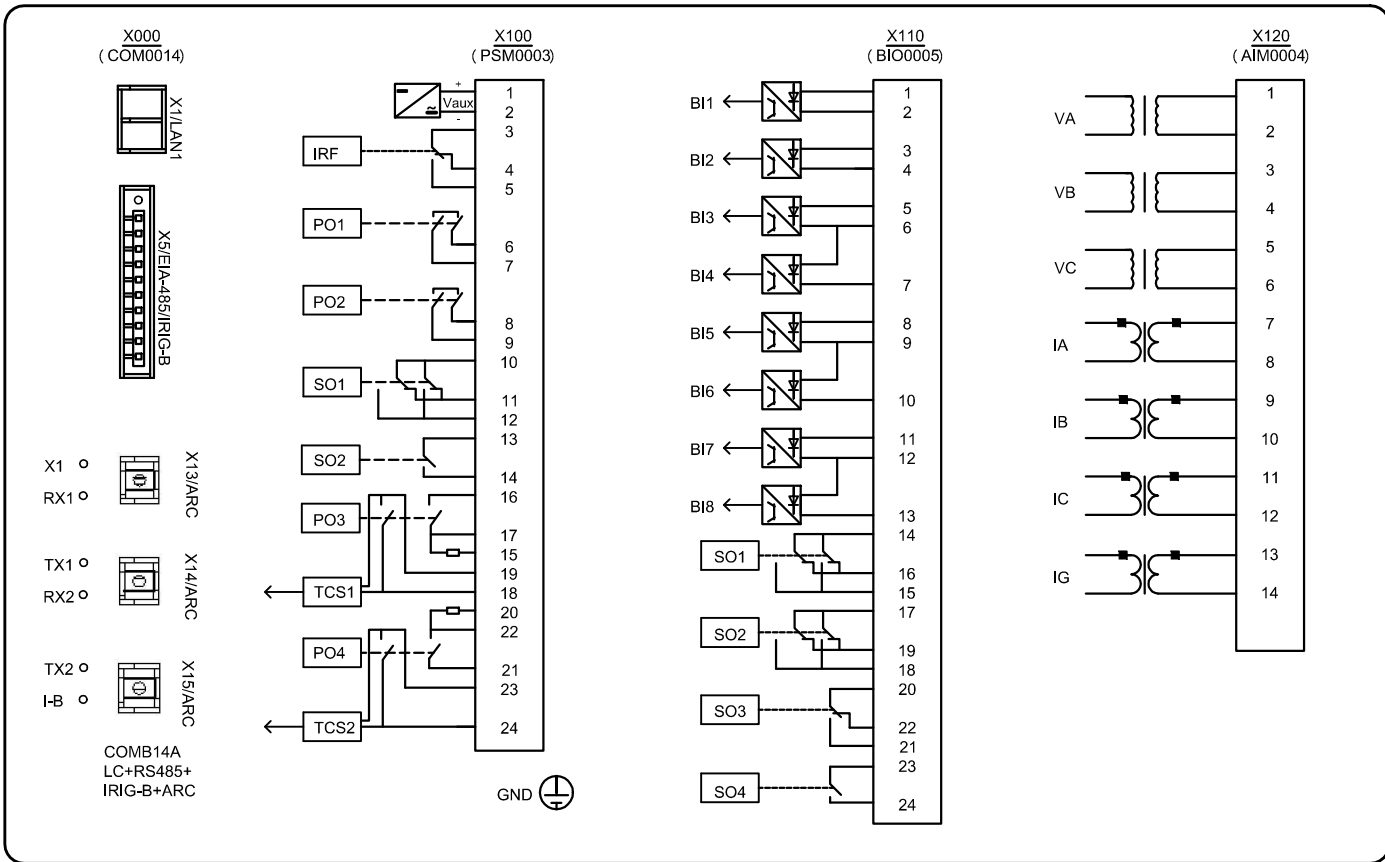 X000
( COM0014)
X1/LAN1
X5/EIA-485/IRIG-B
X1
RX1
X13/ARC
TX1
RX2
X14/ARC
TX2
I-B
X15/ARC
COMB14A
LC+RS485+
IRIG-B+ARC
X100
( PSM0003)
+
Vaux
-
1
2
3
IRF
4
5
PO1
6
7
PO2
8
9
10
SO1
11
12
13
SO2
14
16
PO3
17
15
19
TCS1
18
20
22
PO4
21
23
TCS2
24
GND
X110
( BIO0005)
BI1
1
2
BI2
3
4
BI3
5
6
BI4
7
BI5
8
9
BI6
10
BI7
11
12
BI8
13
14
SO1
16
15
17
SO2
19
18
20
SO3
22
21
23
SO4
24
X120
( AIM0004)
VA
1
2
VB
3
4
VC
5
6
IA
7
8
IB
9
10
IC
11
12
IG
13
14